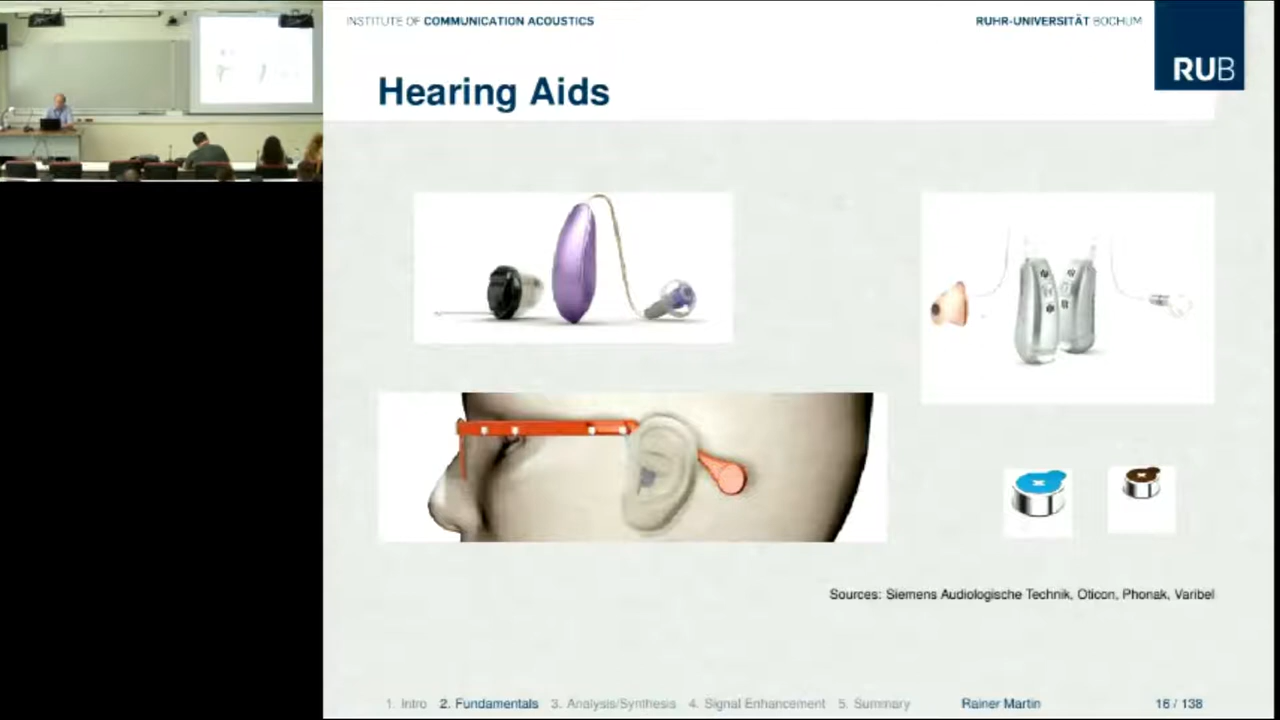 INSTITUTE OF COMMUNICATION ACOUSTICS
RUHR-UNIVERSITÄT BOCHUM
RUB
Hearing Aids
Sources: Siemens Audiologische Technik, Oticon, Phonak, Varibel
1. Intro 2. Fundamentals 3. Analysis/Synthesis 4. Signal Enhancement 5. Summary Rainer Martin 16 / 138